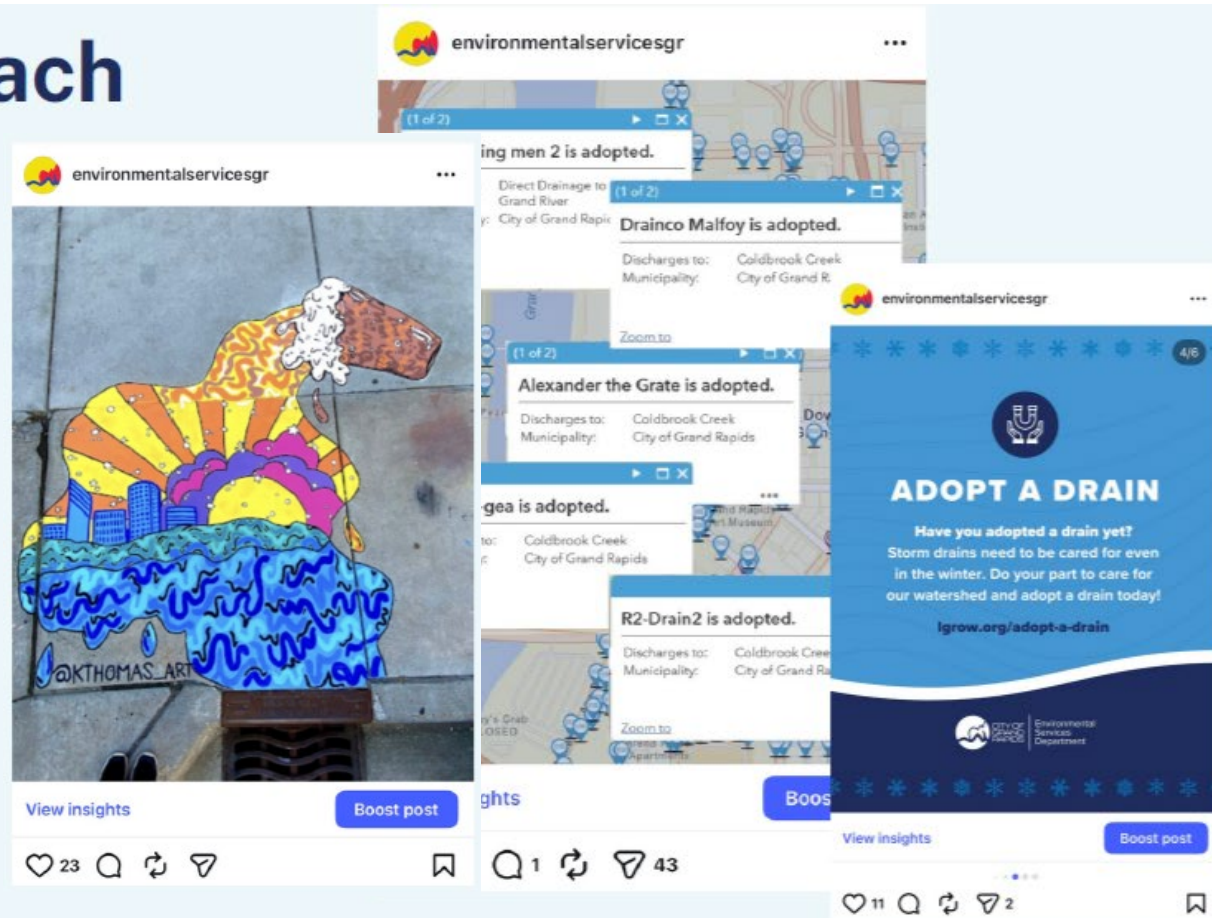 ach
environmentalservicesgr
@KTHOMAS_ART
View insights
Boost post
23
environmentalservicesgr
(1 of 2)
ing men 2 is adopted.
Direct Drainage to
Grand River
City of Grand Rapic
(1 of 2)
Drainco Malfoy is adopted.
Discharges to: Coldbrook Creek
Municipality: City of Grand R
Zoom to
(1 of 2)
Alexander the Grate is adopted.
Discharges to: Coldbrook Creek
Municipality: City of Grand Rapids
gea is adopted.
to: Coldbrook Creek
City of Grand Rapids
R2-Drain2 is adopted.
Discharges to: Coldbrook Cree
Municipality: City of Grand Ra
Zoom to
ghts
Boos
1
43
environmentalservicesgr
4/6
ADOPT A DRAIN
Have you adopted a drain yet?
Storm drains need to be cared for even
in the winter. Do your part to care for
our watershed and adopt a drain today!
lgrow.org/adopt-a-drain
CITY OF
GRAND
RAPIDS
Environmental
Services
Department
View insights
Boost post
11
2